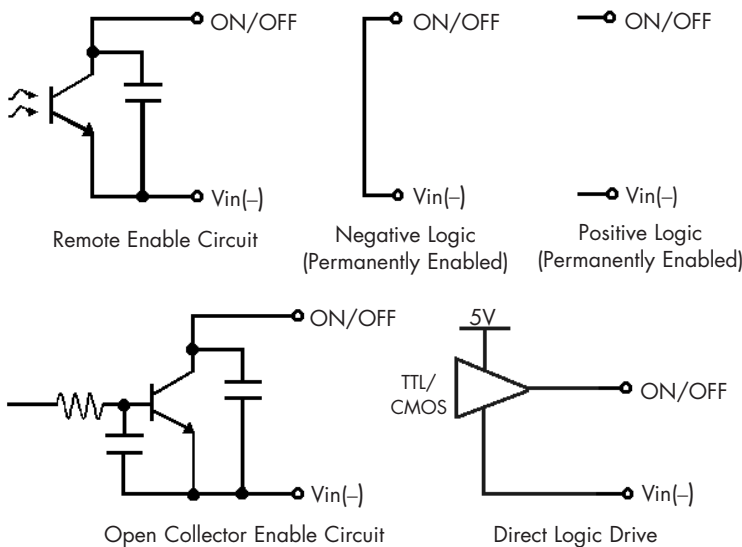 ON/OFF
Vin(–)
Remote Enable Circuit
ON/OFF
Vin(–)
Negative Logic
(Permanently Enabled)
ON/OFF
Vin(–)
Positive Logic
(Permanently Enabled)
ON/OFF
Vin(–)
Open Collector Enable Circuit
5V
TTL/
CMOS
ON/OFF
Vin(–)
Direct Logic Drive